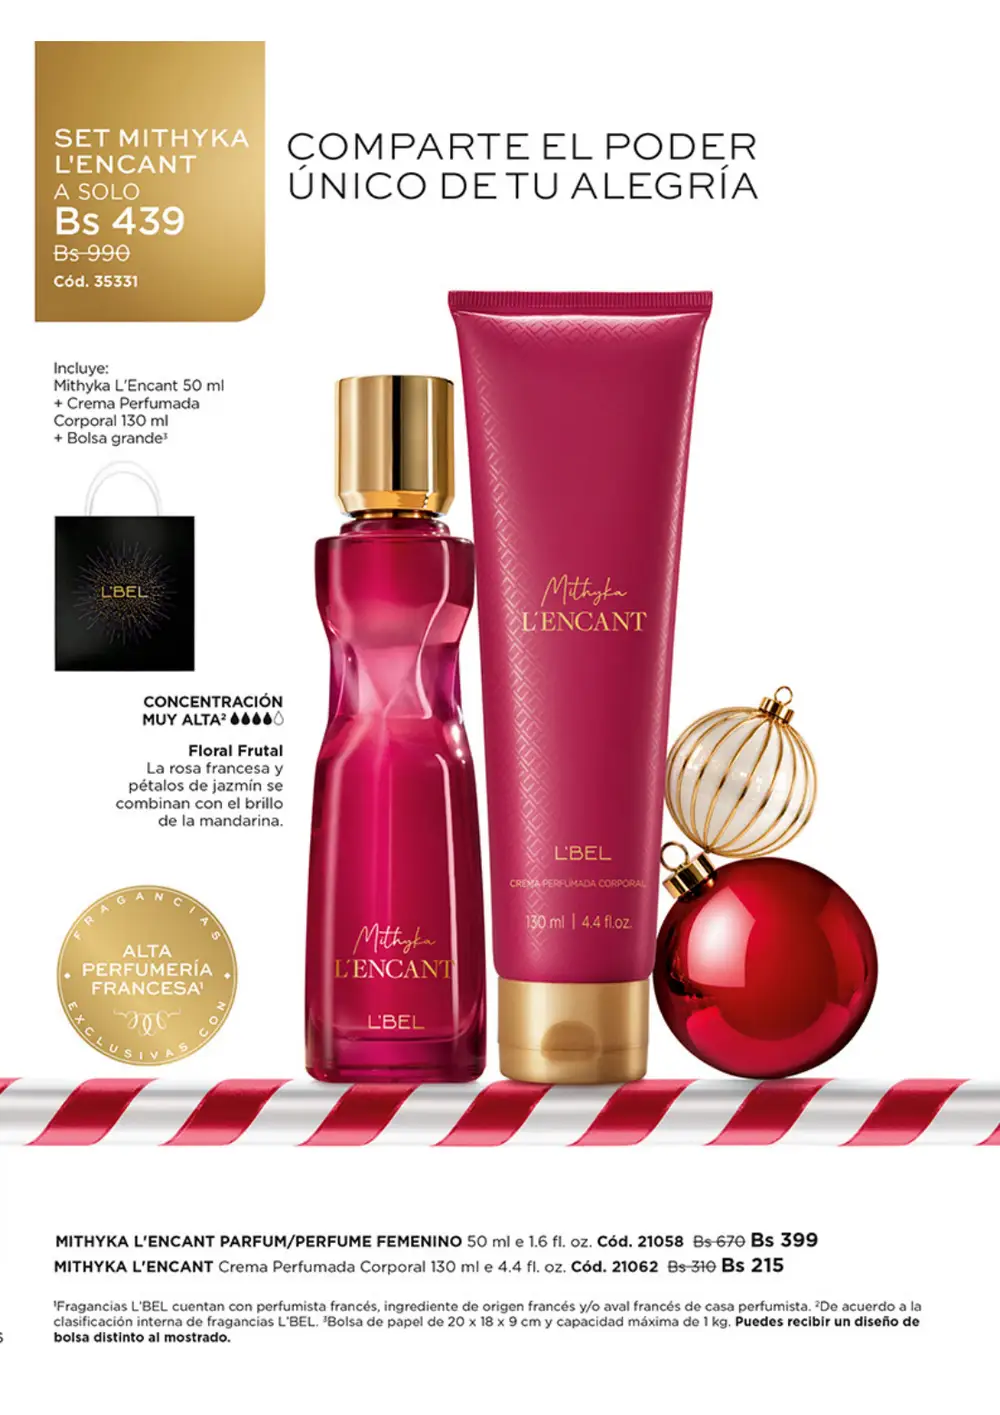 SET MITHYKA
L'ENCANT
A SOLO
Bs 439
Bs 990
Cód. 35331
COMPARTE EL PODER
ÚNICO DE TU ALEGRÍA
Incluye:
Mithyka L'Encant 50 ml
+ Crema Perfumada
Corporal 130 ml
+ Bolsa grande³
L'BEL
CONCENTRACIÓN
MUY ALTA²
Floral Frutal
La rosa francesa y
pétalos de jazmín se
combinan con el brillo
de la mandarina.
FRAGANCIAS
ALTA
PERFUMERÍA
FRANCESA¹
EXCLUSIVAS CON
Mithyka
L'ENCANT
L'BEL
Mithyka
L'ENCANT
L'BEL
CREMA PERFUMADA CORPORAL
130 ml | 4.4 fl.oz.
MITHYKA L'ENCANT PARFUM/PERFUME FEMENINO 50 ml e 1.6 fl. oz. Cód. 21058 Bs 670 Bs 399
MITHYKA L'ENCANT Crema Perfumada Corporal 130 ml e 4.4 fl. oz. Cód. 21062 Bs 310 Bs 215
¹Fragancias L'BEL cuentan con perfumista francés, ingrediente de origen francés y/o aval francés de casa perfumista. ²De acuerdo a la
clasificación interna de fragancias L'BEL. ³Bolsa de papel de 20 x 18 x 9 cm y capacidad máxima de 1 kg. Puedes recibir un diseño de
bolsa distinto al mostrado.